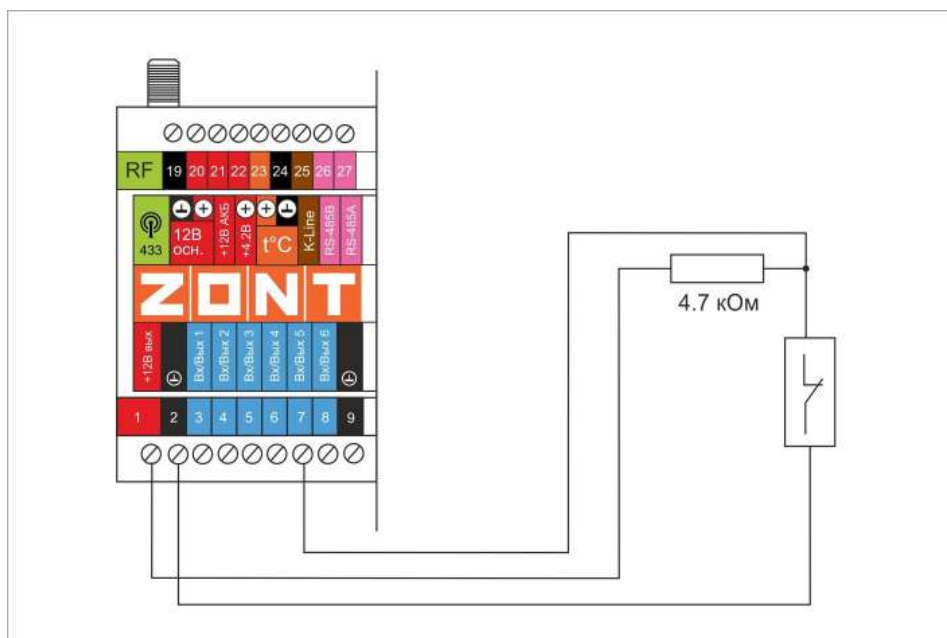 RF 19 20 21 22 23 24 25 26 27
433
12В
осн.
+12В АКБ
+4.2В
t°C
K-Line
RS-485B
RS-485A
ZONT
+12В вых
Вх/Вых 1
Вх/Вых 2
Вх/Вых 3
Вх/Вых 4
Вх/Вых 5
Вх/Вых 6
1 2 3 4 5 6 7 8 9
4.7 кОм